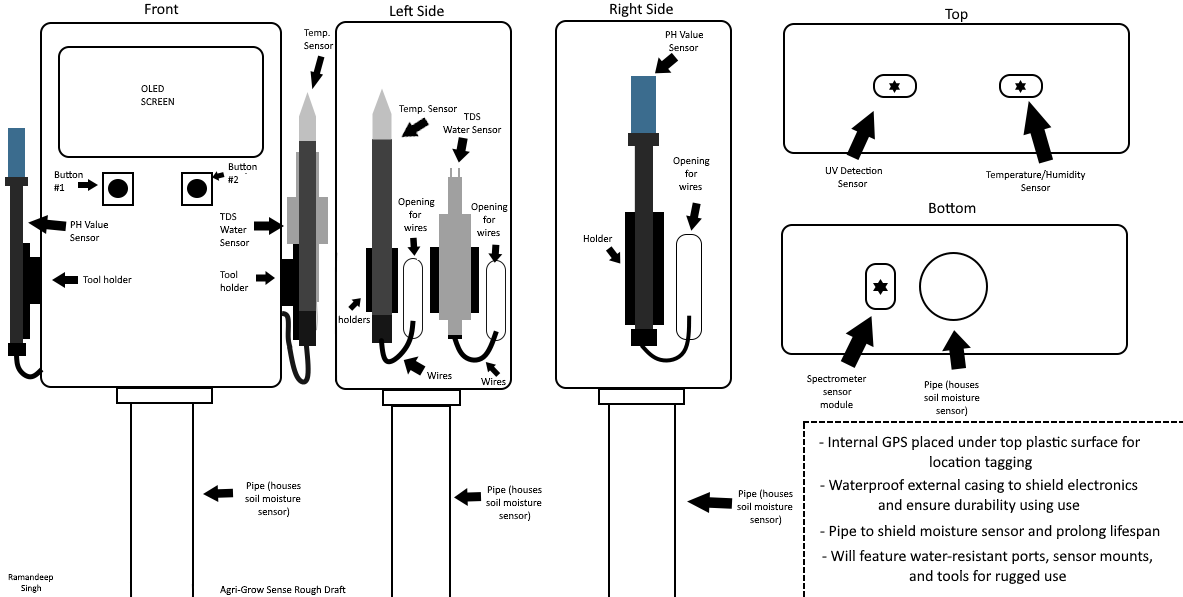 Front
OLED
SCREEN
Button
#1
Button
#2
PH Value
Sensor
Tool holder
TDS
Water
Sensor
Tool
holder
Temp.
Sensor
Pipe (houses
soil moisture
sensor)
Left Side
Temp. Sensor
TDS
Water Sensor
Opening
for
wires
Opening
for
wires
holders
Wires
Wires
Pipe (houses
soil moisture
sensor)
Right Side
PH Value
Sensor
Opening
for
wires
Holder
Pipe (houses
soil moisture
sensor)
Top
UV Detection
Sensor
Temperature/Humidity
Sensor
Bottom
Spectrometer
sensor
module
Pipe (houses
soil moisture
sensor)
- Internal GPS placed under top plastic surface for
location tagging
- Waterproof external casing to shield electronics
and ensure durability using use
- Pipe to shield moisture sensor and prolong lifespan
- Will feature water-resistant ports, sensor mounts,
and tools for rugged use
Ramandeep
Singh
Agri-Grow Sense Rough Draft